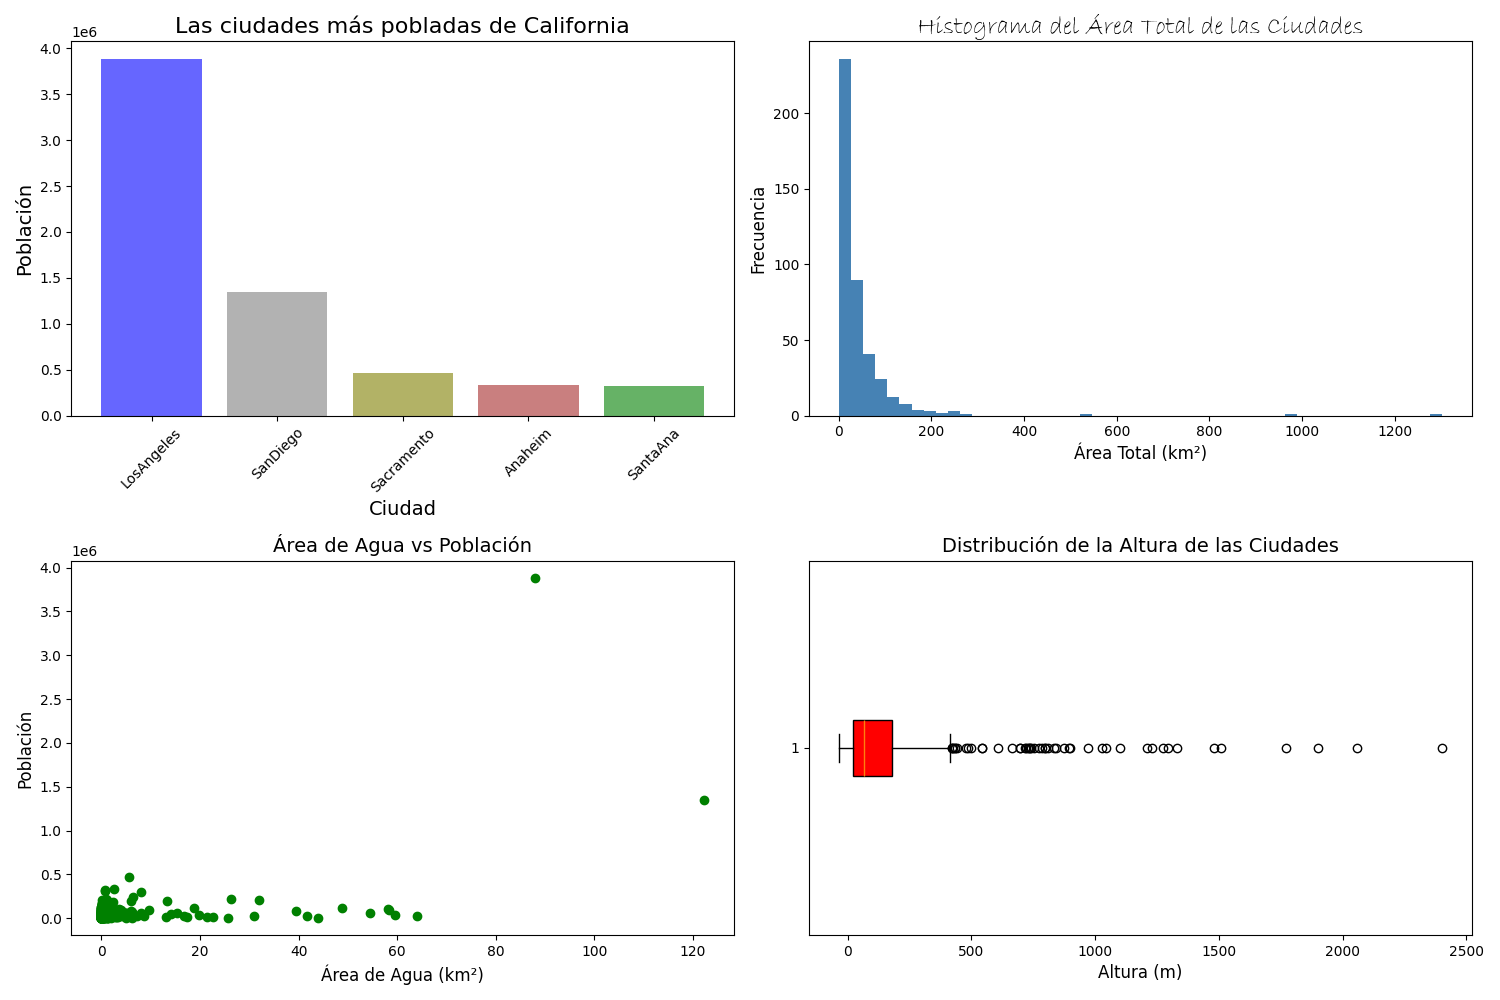 Las ciudades más pobladas de California
1e6
4.0
3.5
3.0
2.5
2.0
1.5
1.0
0.5
0.0
Población
LosAngeles
SanDiego
Sacramento
Anaheim
SantaAna
Ciudad
Histograma del Área Total de las Ciudades
200
150
100
50
0
Frecuencia
0 200 400 600 800 1000 1200
Área Total (km²)
Área de Agua vs Población
1e6
4.0
3.5
3.0
2.5
2.0
1.5
1.0
0.5
0.0
Población
0 20 40 60 80 100 120
Área de Agua (km²)
Distribución de la Altura de las Ciudades
1
0 500 1000 1500 2000 2500
Altura (m)